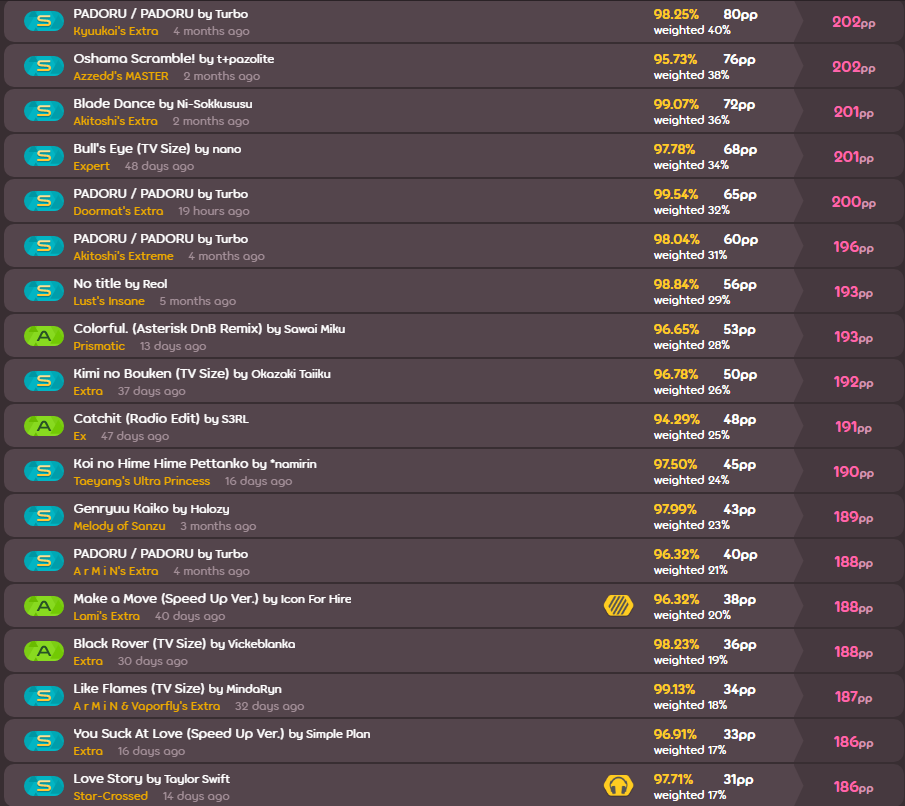 S
PADORU / PADORU by Turbo
98.25% 80pp
Kyuukai's Extra 4 months ago
weighted 40%
202pp
S
Oshama Scramble! by t+pazolite
95.73% 76pp
Azzedd's MASTER 2 months ago
weighted 38%
202pp
S
Blade Dance by Ni-Sokkususu
99.07% 72pp
Akitoshi's Extra 2 months ago
weighted 36%
201pp
S
Bull's Eye (TV Size) by nano
97.78% 68pp
Expert 48 days ago
weighted 34%
201pp
S
PADORU / PADORU by Turbo
99.54% 65pp
Doormat's Extra 19 hours ago
weighted 32%
200pp
S
PADORU / PADORU by Turbo
98.04% 60pp
Akitoshi's Extreme 4 months ago
weighted 31%
196pp
S
No title by Reol
98.84% 56pp
Lust's Insane 5 months ago
weighted 29%
193pp
A
Colorful. (Asterisk DnB Remix) by Sawai Miku
96.65% 53pp
Prismatic 13 days ago
weighted 28%
193pp
S
Kimi no Bouken (TV Size) by Okazaki Taiiku
96.78% 50pp
Extra 37 days ago
weighted 26%
192pp
A
Catchit (Radio Edit) by S3RL
94.29% 48pp
Ex 47 days ago
weighted 25%
191pp
S
Koi no Hime Hime Pettanko by *namirin
97.50% 45pp
Taeyang's Ultra Princess 16 days ago
weighted 24%
190pp
S
Genryuu Kaiko by Halozy
97.99% 43pp
Melody of Sanzu 3 months ago
weighted 23%
189pp
S
PADORU / PADORU by Turbo
96.32% 40pp
A r M i N's Extra 4 months ago
weighted 21%
188pp
A
Make a Move (Speed Up Ver.) by Icon For Hire
96.32% 38pp
Lami's Extra 40 days ago
weighted 20%
188pp
A
Black Rover (TV Size) by Vickeblanka
98.23% 36pp
Extra 30 days ago
weighted 19%
188pp
S
Like Flames (TV Size) by MindaRyn
99.13% 34pp
A r M i N & Vaporfly's Extra 32 days ago
weighted 18%
187pp
S
You Suck At Love (Speed Up Ver.) by Simple Plan
96.91% 33pp
Extra 16 days ago
weighted 17%
186pp
S
Love Story by Taylor Swift
97.71% 31pp
Star-Crossed 14 days ago
weighted 17%
186pp